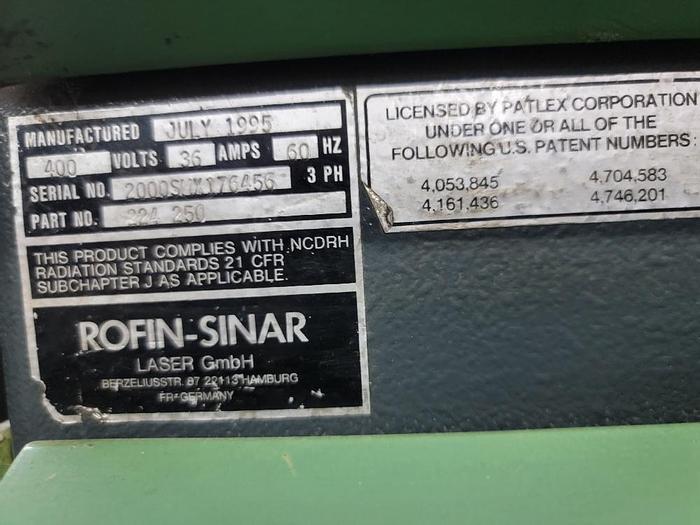 MANUFACTURED JULY 1995
400 VOLTS 36 AMPS 60 HZ
SERIAL NO. 3 PH
PART NO. 224 250
THIS PRODUCT COMPLIES WITH NCDRH
RADIATION STANDARDS 21 CFR
SUBCHAPTER J AS APPLICABLE.
ROFIN-SINAR
LASER GmbH
BERZELIUSSTR. 87 22113 HAMBURG
FR-GERMANY
LICENSED BY PATLEX CORPORATION
UNDER ONE OR ALL OF THE
FOLLOWING U.S. PATENT NUMBERS:
4,053,845 4,704,583
4,161,436 4,746,201